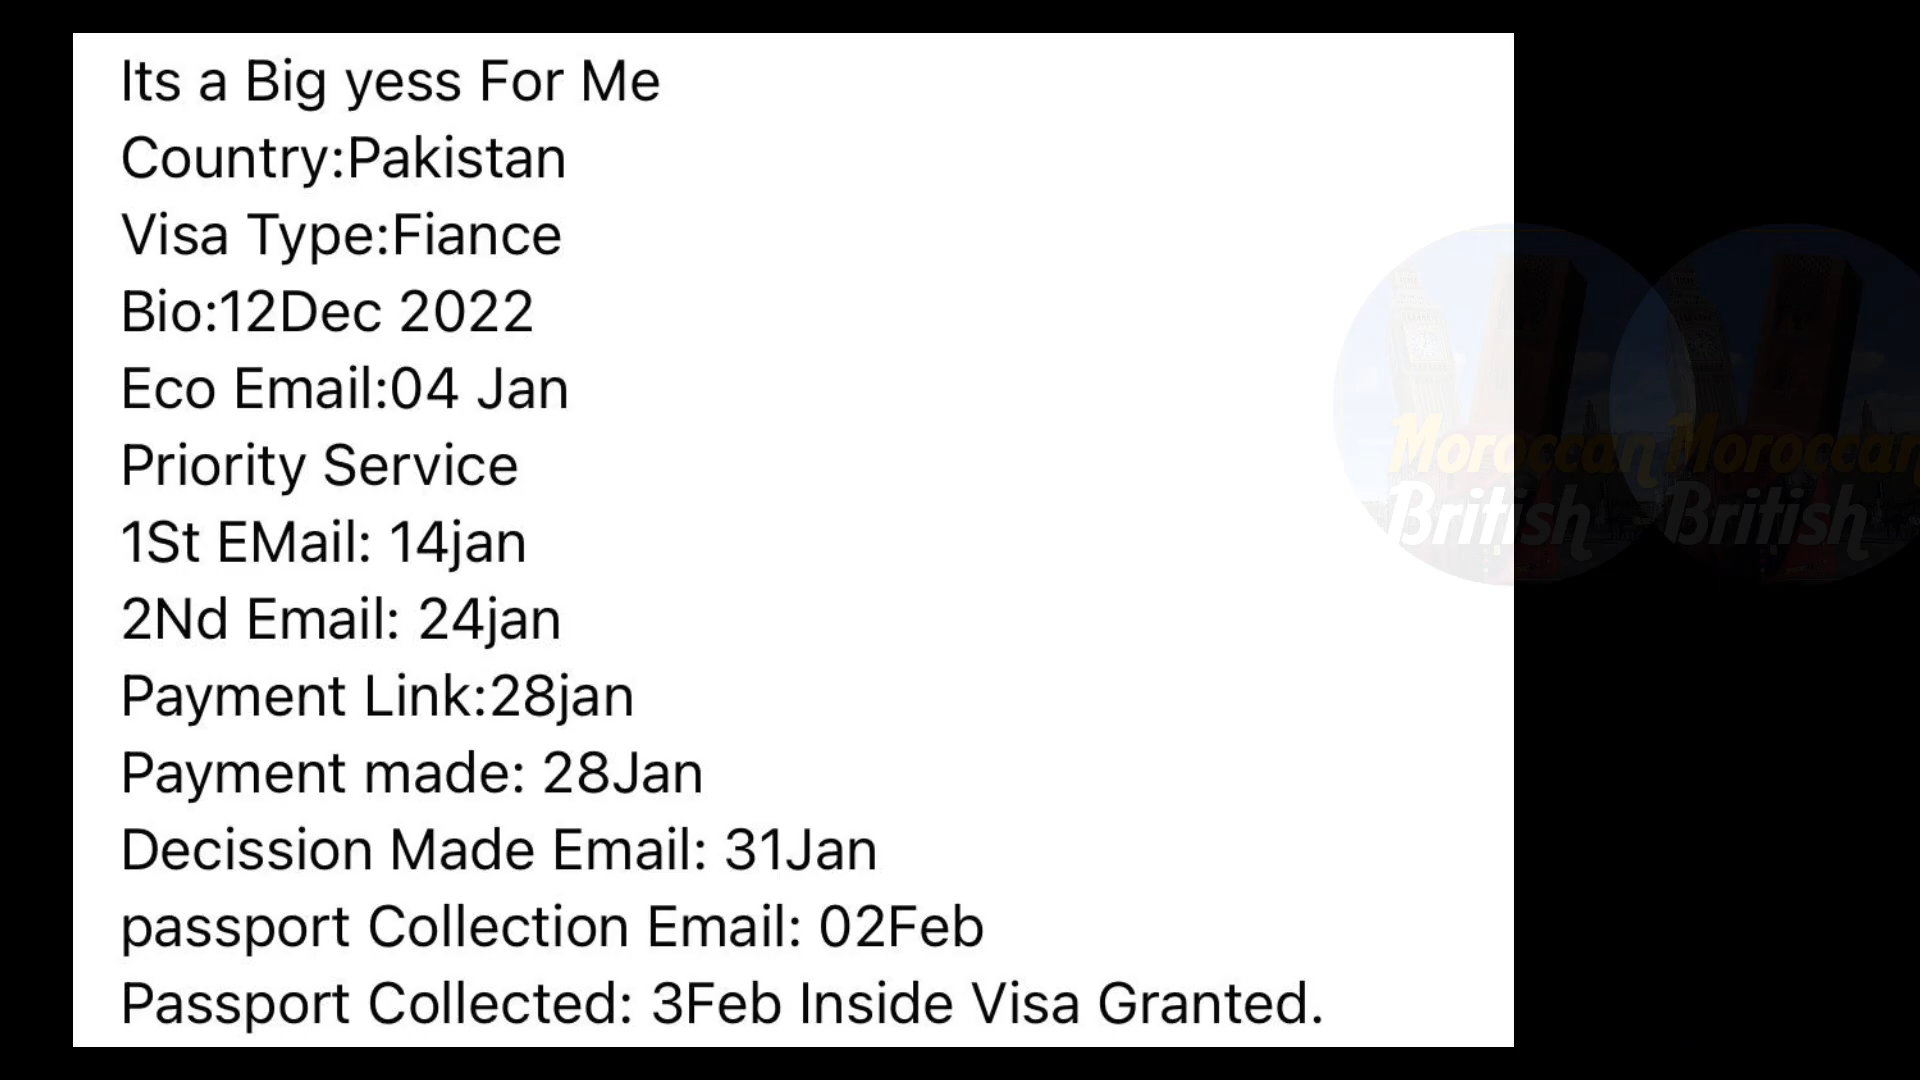 Its a Big yess For Me
Country:Pakistan
Visa Type:Fiance
Bio:12Dec 2022
Eco Email:04 Jan
Priority Service
1St EMail: 14jan
2Nd Email: 24jan
Payment Link:28jan
Payment made: 28Jan
Decission Made Email: 31Jan
passport Collection Email: 02Feb
Passport Collected: 3Feb Inside Visa Granted.
Moroccan
British
Moroccan
British